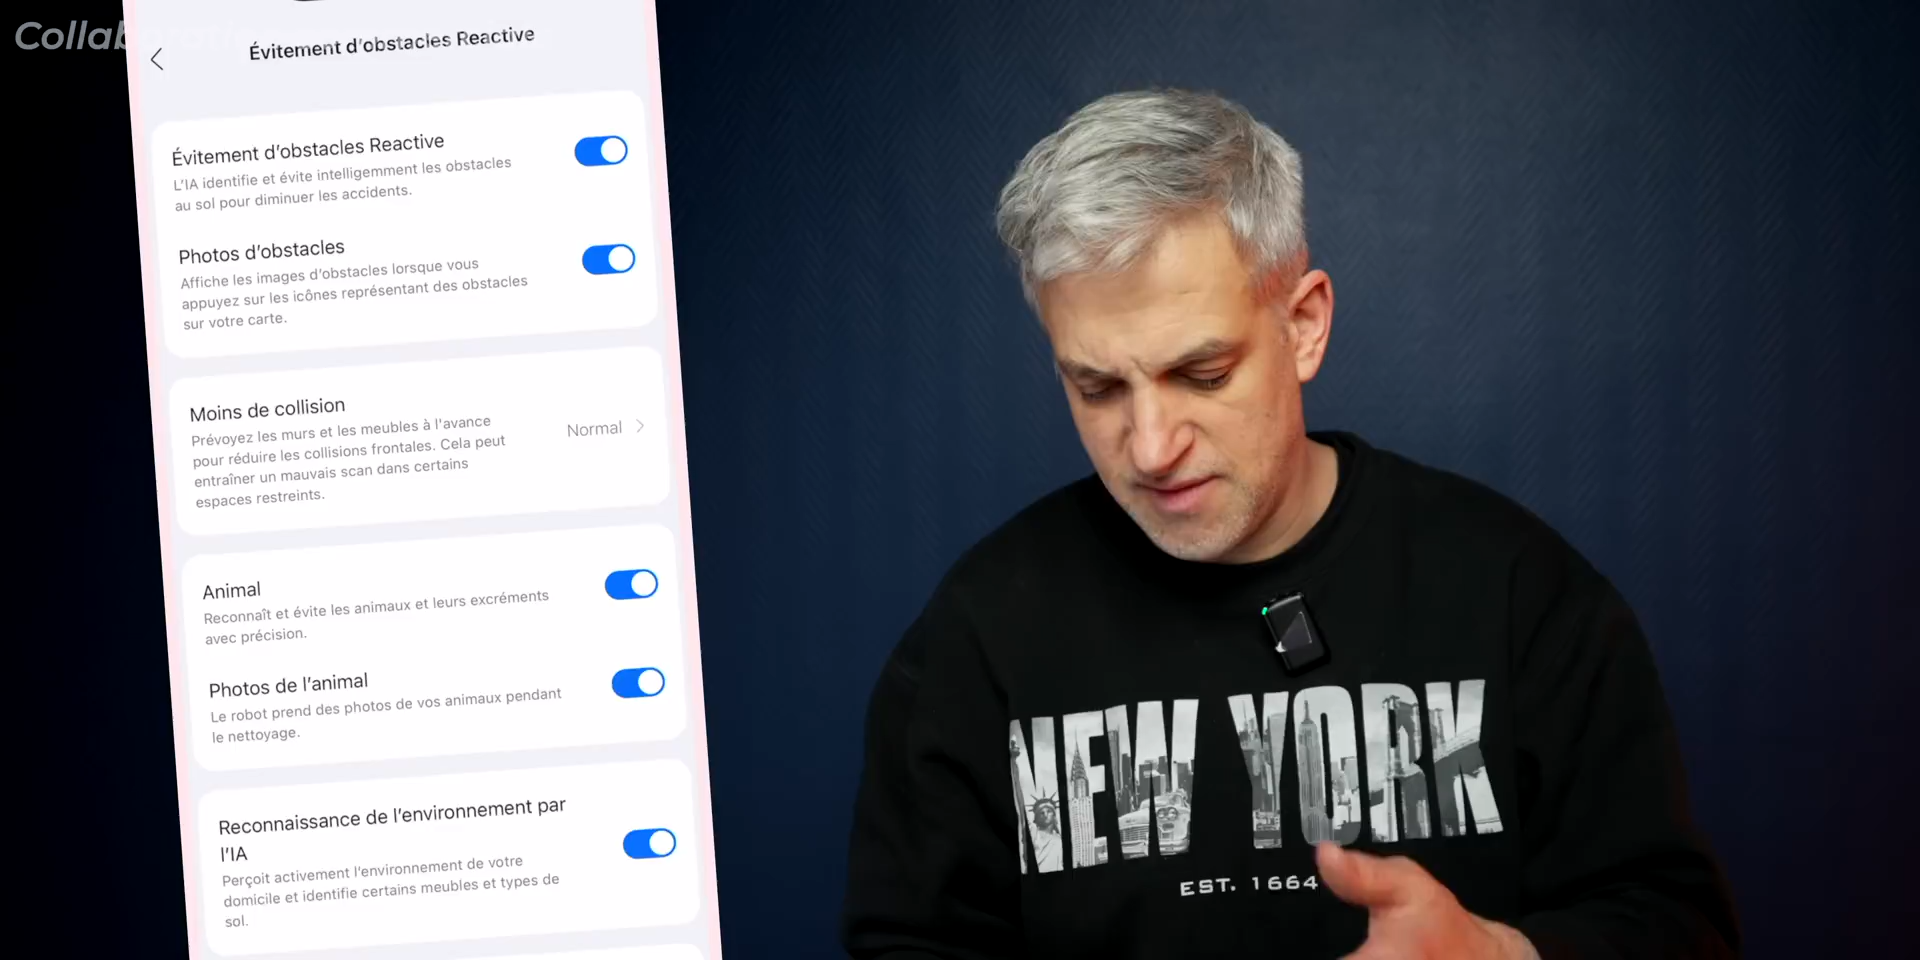 Collab
Évitement d'obstacles Reactive
Évitement d'obstacles Reactive
L'IA identifie et évite intelligemment les obstacles
au sol pour diminuer les accidents.
Photos d'obstacles
Affiche les images d'obstacles lorsque vous
appuyez sur les icônes représentant des obstacles
sur votre carte.
Moins de collision
Prévoyez les murs et les meubles à l'avance
pour réduire les collisions frontales. Cela peut
entraîner un mauvais scan dans certains
espaces restreints.
Normal
Animal
Reconnaît et évite les animaux et leurs excréments
avec précision.
Photos de l'animal
Le robot prend des photos de vos animaux pendant
le nettoyage.
Reconnaissance de l'environnement par
l'IA
Perçoit activement l'environnement de votre
domicile et identifie certains meubles et types de
sol.
NEW YORK
EST. 1664